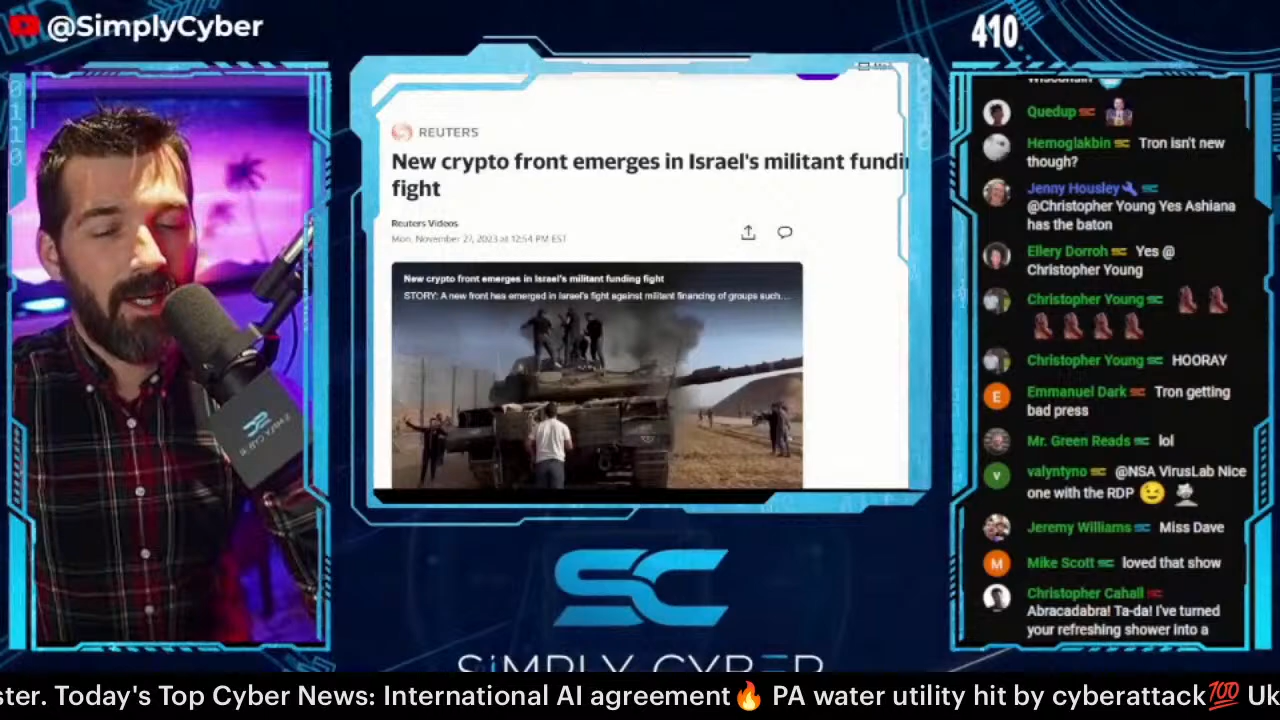 @SimplyCyber
410
REUTERS
New crypto front emerges in Israel's militant fundi
fight
Reuters Videos
Mon, November 27, 2023 at 12:54 PM EST
New crypto front emerges in Israel's militant funding fight
STORY: A new front has emerged in Israel's fight against militant financing of groups such...
Quedup
Hemoglakbin Tron isn't new
though?
Jenny Housley
@Christopher Young Yes Ashiana
has the baton
Ellery Dorroh Yes @
Christopher Young
Christopher Young
Christopher Young HOORAY
E
Emmanuel Dark Tron getting
bad press
Mr. Green Reads lol
v
valyntyno @NSA VirusLab Nice
one with the RDP 😉
Jeremy Williams Miss Dave
M
Mike Scott loved that show
Christopher Cahall
Abracadabra! Ta-da! I've turned
your refreshing shower into a
SC
SIMPLY CYBER
ster. Today's Top Cyber News: International AI agreement🔥 PA water utility hit by cyberattack💯 Uk